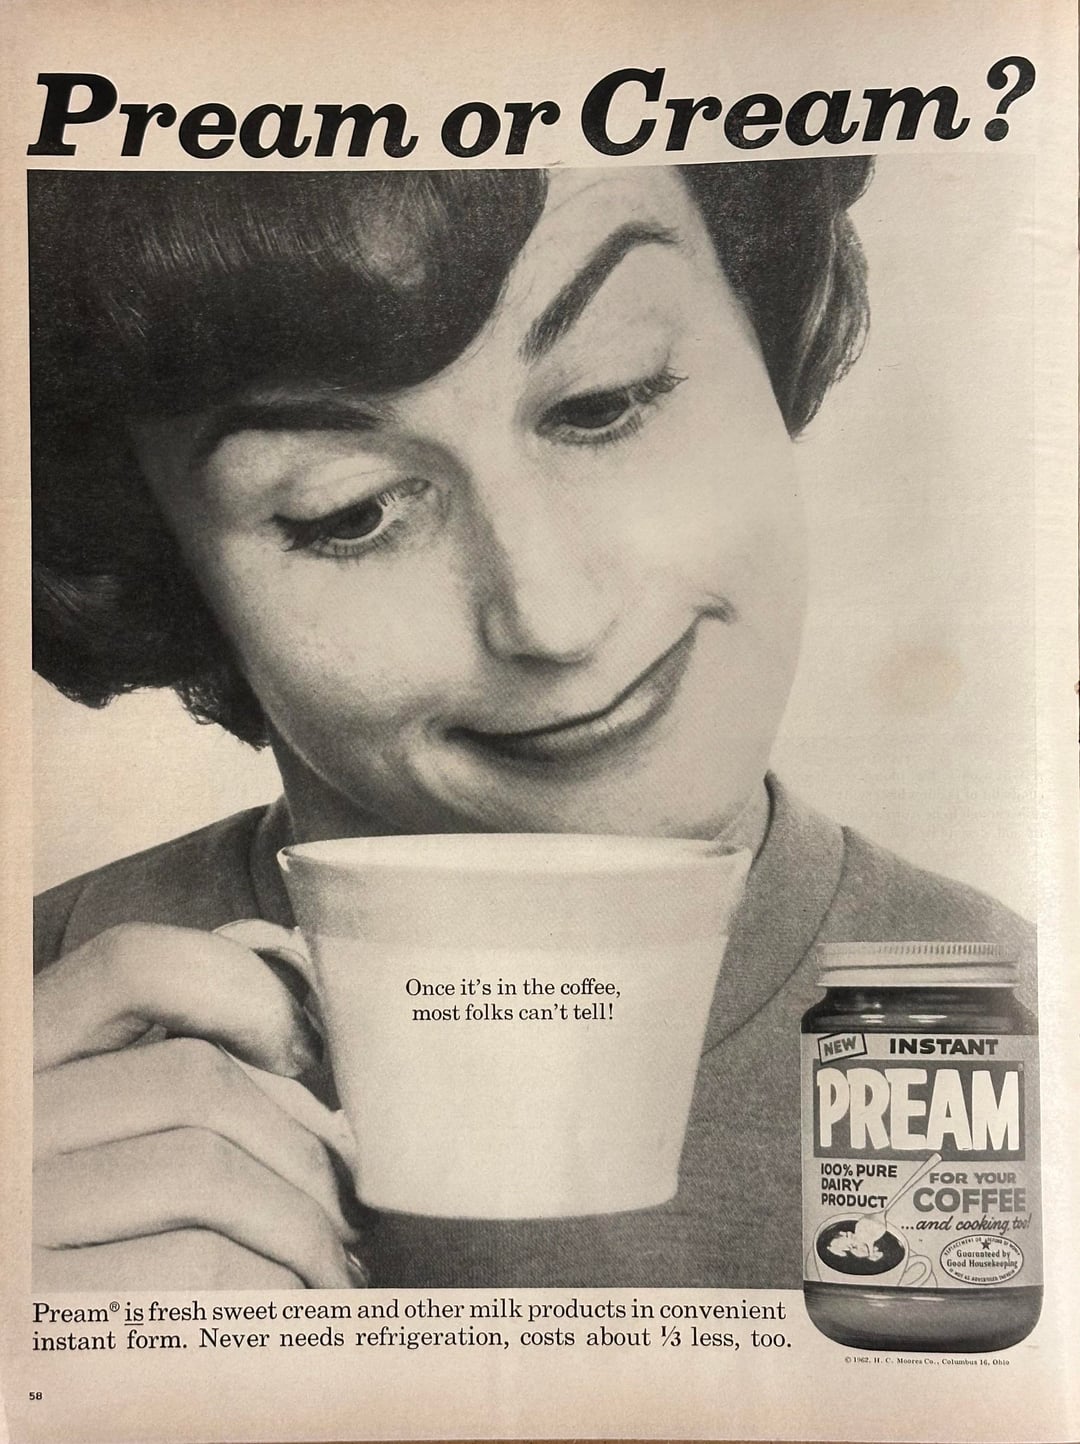 Pream or Cream?
Once it's in the coffee,
most folks can't tell!
NEW INSTANT
PREAM
100% PURE
DAIRY
PRODUCT
FOR YOUR
COFFEE
...and cooking, too!
Guaranteed by
Good Housekeeping
Pream® is fresh sweet cream and other milk products in convenient
instant form. Never needs refrigeration, costs about ⅓ less, too.
© 1962, H. C. Moores Co., Columbus 16, Ohio
58